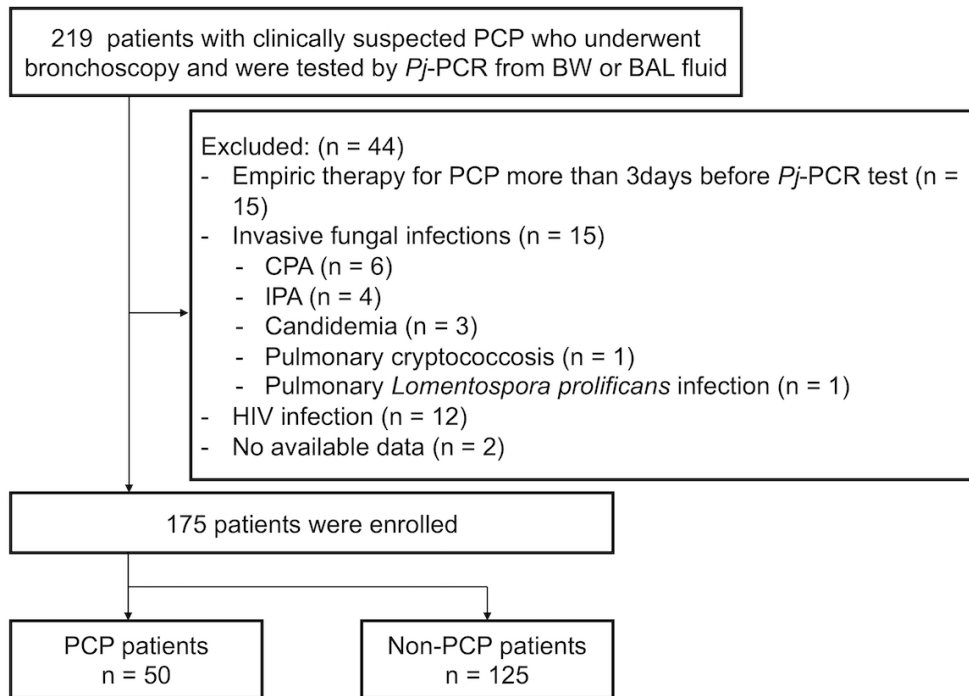 219 patients with clinically suspected PCP who underwent
bronchoscopy and were tested by Pj-PCR from BW or BAL fluid
Excluded: (n = 44)
- Empiric therapy for PCP more than 3days before Pj-PCR test (n =
15)
- Invasive fungal infections (n = 15)
- CPA (n = 6)
- IPA (n = 4)
- Candidemia (n = 3)
- Pulmonary cryptococcosis (n = 1)
- Pulmonary Lomentospora prolificans infection (n = 1)
- HIV infection (n = 12)
- No available data (n = 2)
175 patients were enrolled
PCP patients
n = 50
Non-PCP patients
n = 125